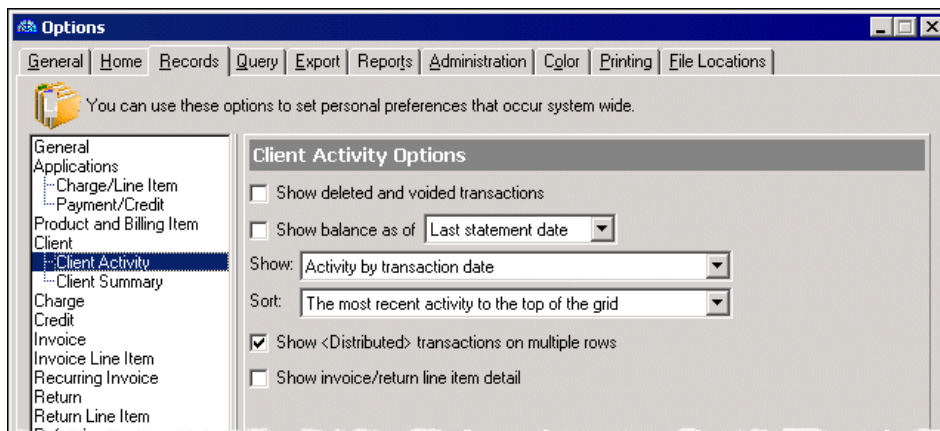 Options
General Home Records Query Export Reports Administration Color Printing File Locations
You can use these options to set personal preferences that occur system wide.
General
Applications
Charge/Line Item
Payment/Credit
Product and Billing Item
Client
Client Activity
Client Summary
Charge
Credit
Invoice
Invoice Line Item
Recurring Invoice
Return
Return Line Item
Client Activity Options
Show deleted and voided transactions
Show balance as of Last statement date
Show: Activity by transaction date
Sort: The most recent activity to the top of the grid
Show <Distributed> transactions on multiple rows
Show invoice/return line item detail